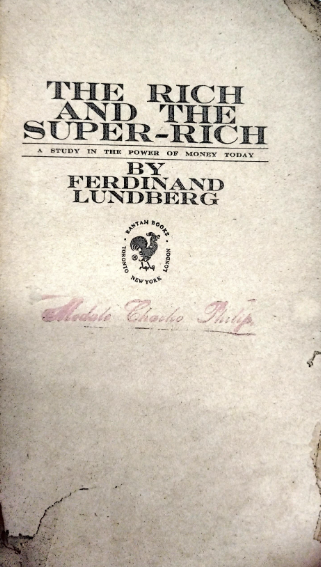 THE RICH
AND THE
SUPER-RICH
A STUDY IN THE POWER OF MONEY TODAY
BY
FERDINAND
LUNDBERG
BANTAM BOOKS
TORONTO
NEW YORK
LONDON
Philip